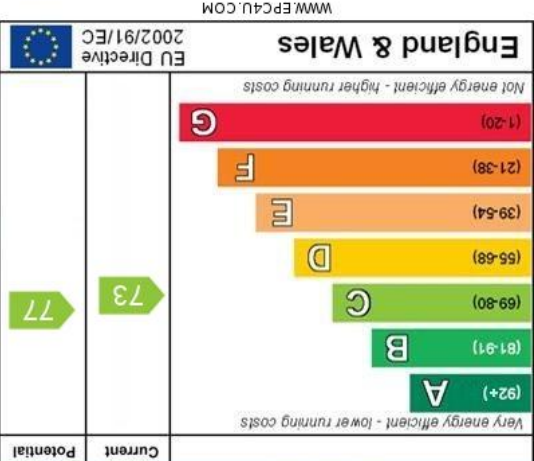 Current Potential
Very energy efficient - lower running costs
(92+) A
(81-91) B
(69-80) C
(55-68) D
(39-54) E
(21-38) F
(1-20) G
73
77
Not energy efficient - higher running costs
England & Wales
EU Directive
2002/91/EC
WWW.EPC4U.COM